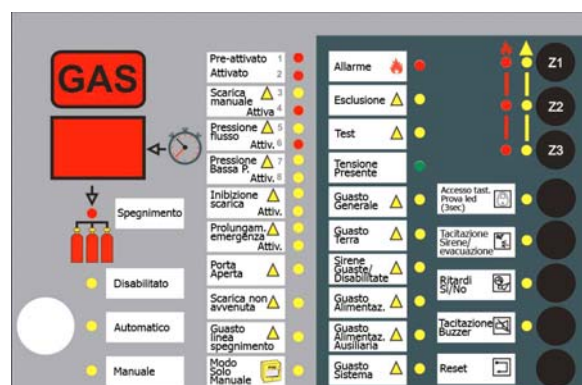 GAS
Spegnimento
Disabilitato
Automatico
Manuale
Pre-attivato 1
Attivato 2
Scarica 3
manuale
Attiva 4
Pressione 5
flusso
Attiv. 6
Pressione 7
Bassa P.
Attiv. 8
Inibizione
scarica
Attiv.
Prolungam.
emergenza
Attiv.
Porta
Aperta
Scarica non
avvenuta
Guasto
linea
spegnimento
Modo
Solo
Manuale
Allarme
Esclusione
Test
Tensione
Presente
Guasto
Generale
Guasto
Terra
Sirene
Guaste/
Disabilitate
Guasto
Alimentaz.
Guasto
Alimentaz.
Ausiliaria
Guasto
Sistema
Z1
Z2
Z3
Accesso tast.
Prova led
(3sec)
Tacitazione
Sirene/
evacuazione
Ritardi
Si/No
Tacitazione
Buzzer
Reset